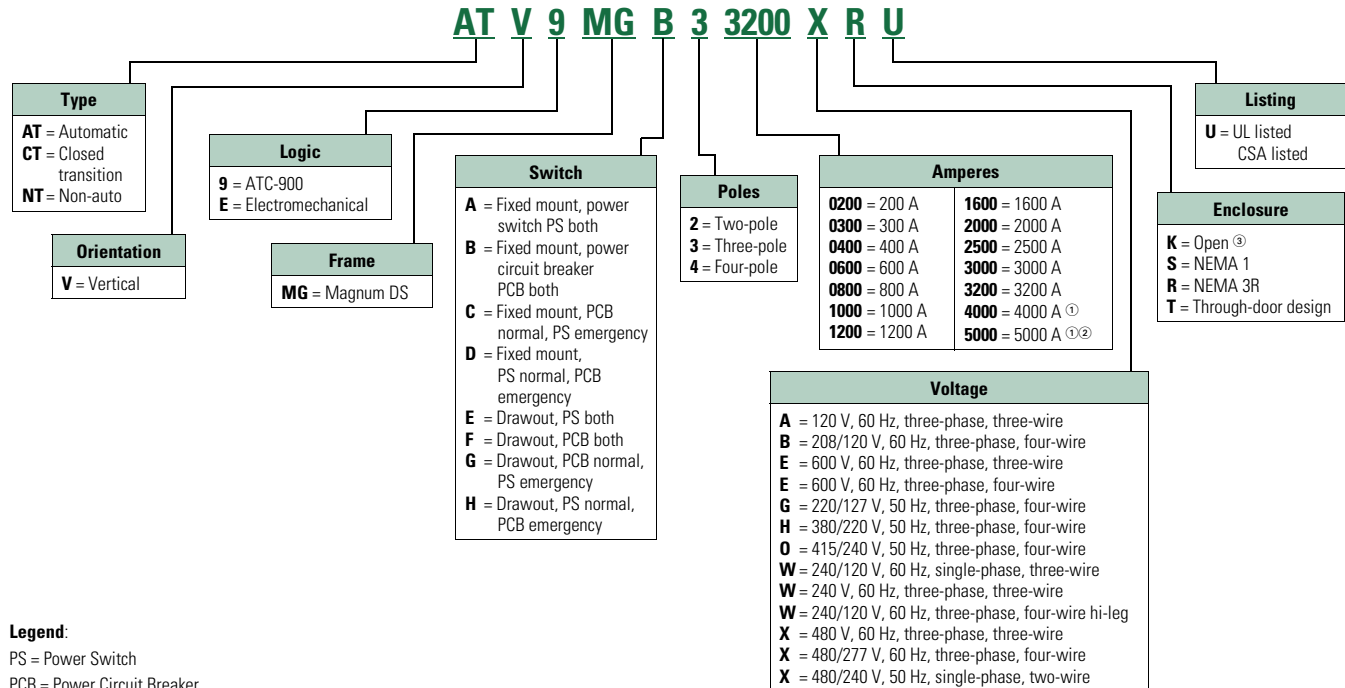 AT V 9 MG B 3 3200 X R U
Type
AT = Automatic
CT = Closed
transition
NT = Non-auto
Orientation
V = Vertical
Logic
9 = ATC-900
E = Electromechanical
Frame
MG = Magnum DS
Switch
A = Fixed mount, power
switch PS both
B = Fixed mount, power
circuit breaker
PCB both
C = Fixed mount, PCB
normal, PS emergency
D = Fixed mount,
PS normal, PCB
emergency
E = Drawout, PS both
F = Drawout, PCB both
G = Drawout, PCB normal,
PS emergency
H = Drawout, PS normal,
PCB emergency
Poles
2 = Two-pole
3 = Three-pole
4 = Four-pole
Amperes
0200 = 200 A
0300 = 300 A
0400 = 400 A
0600 = 600 A
0800 = 800 A
1000 = 1000 A
1200 = 1200 A
1600 = 1600 A
2000 = 2000 A
2500 = 2500 A
3000 = 3000 A
3200 = 3200 A
4000 = 4000 A ①
5000 = 5000 A ①②
Voltage
A = 120 V, 60 Hz, three-phase, three-wire
B = 208/120 V, 60 Hz, three-phase, four-wire
E = 600 V, 60 Hz, three-phase, three-wire
E = 600 V, 60 Hz, three-phase, four-wire
G = 220/127 V, 50 Hz, three-phase, four-wire
H = 380/220 V, 50 Hz, three-phase, four-wire
O = 415/240 V, 50 Hz, three-phase, four-wire
W = 240/120 V, 60 Hz, single-phase, three-wire
W = 240 V, 60 Hz, three-phase, three-wire
W = 240/120 V, 60 Hz, three-phase, four-wire hi-leg
X = 480 V, 60 Hz, three-phase, three-wire
X = 480/277 V, 60 Hz, three-phase, four-wire
X = 480/240 V, 50 Hz, single-phase, two-wire
Listing
U = UL listed
CSA listed
Enclosure
K = Open ③
S = NEMA 1
R = NEMA 3R
T = Through-door design
Legend:
PS = Power Switch
PCB = Power Circuit Breaker